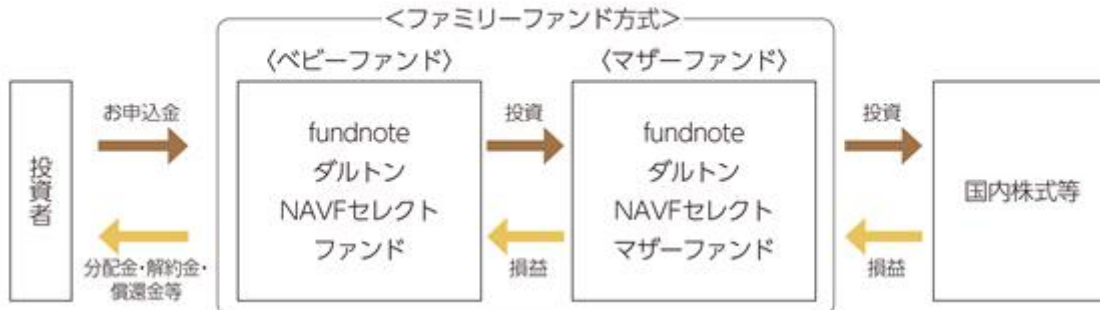 ＜ファミリーファンド方式＞
〈ベビーファンド〉
〈マザーファンド〉
投資者
お申込金
分配金・解約金・
償還金等
fundnote
ダルトン
NAVFセレクト
ファンド
投資
損益
fundnote
ダルトン
NAVFセレクト
マザーファンド
投資
損益
国内株式等